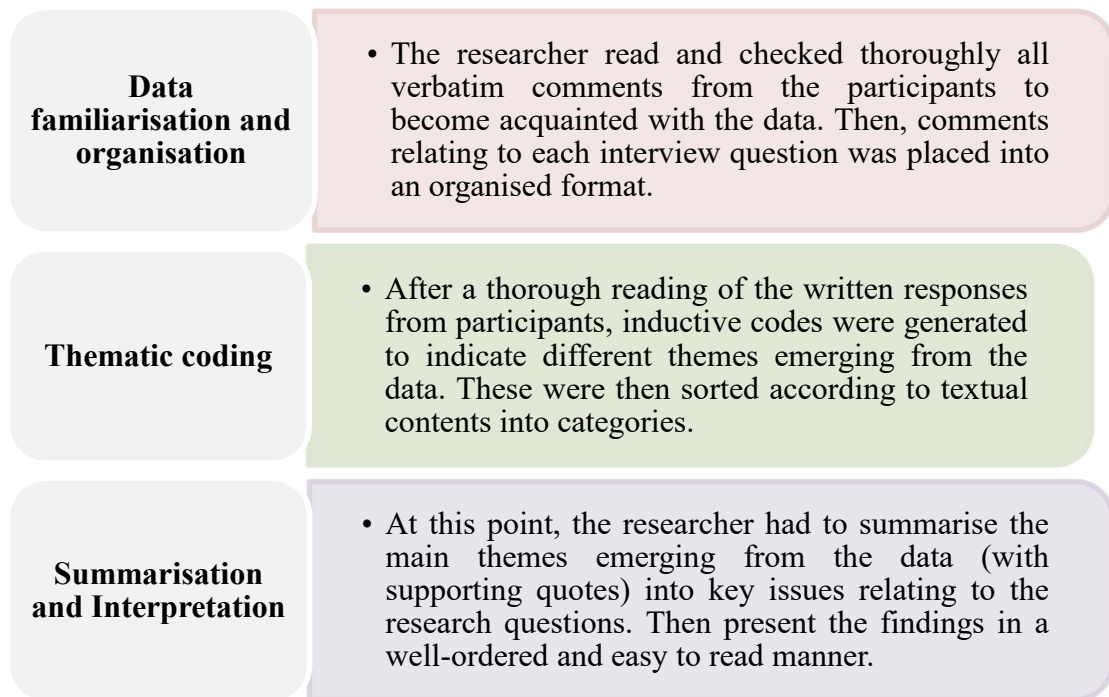 Data
familiarisation and
organisation
• The researcher read and checked thoroughly all
verbatim comments from the participants to
become acquainted with the data. Then, comments
relating to each interview question was placed into
an organised format.
Thematic coding
• After a thorough reading of the written responses
from participants, inductive codes were generated
to indicate different themes emerging from the
data. These were then sorted according to textual
contents into categories.
Summarisation
and Interpretation
• At this point, the researcher had to summarise the
main themes emerging from the data (with
supporting quotes) into key issues relating to the
research questions. Then present the findings in a
well-ordered and easy to read manner.